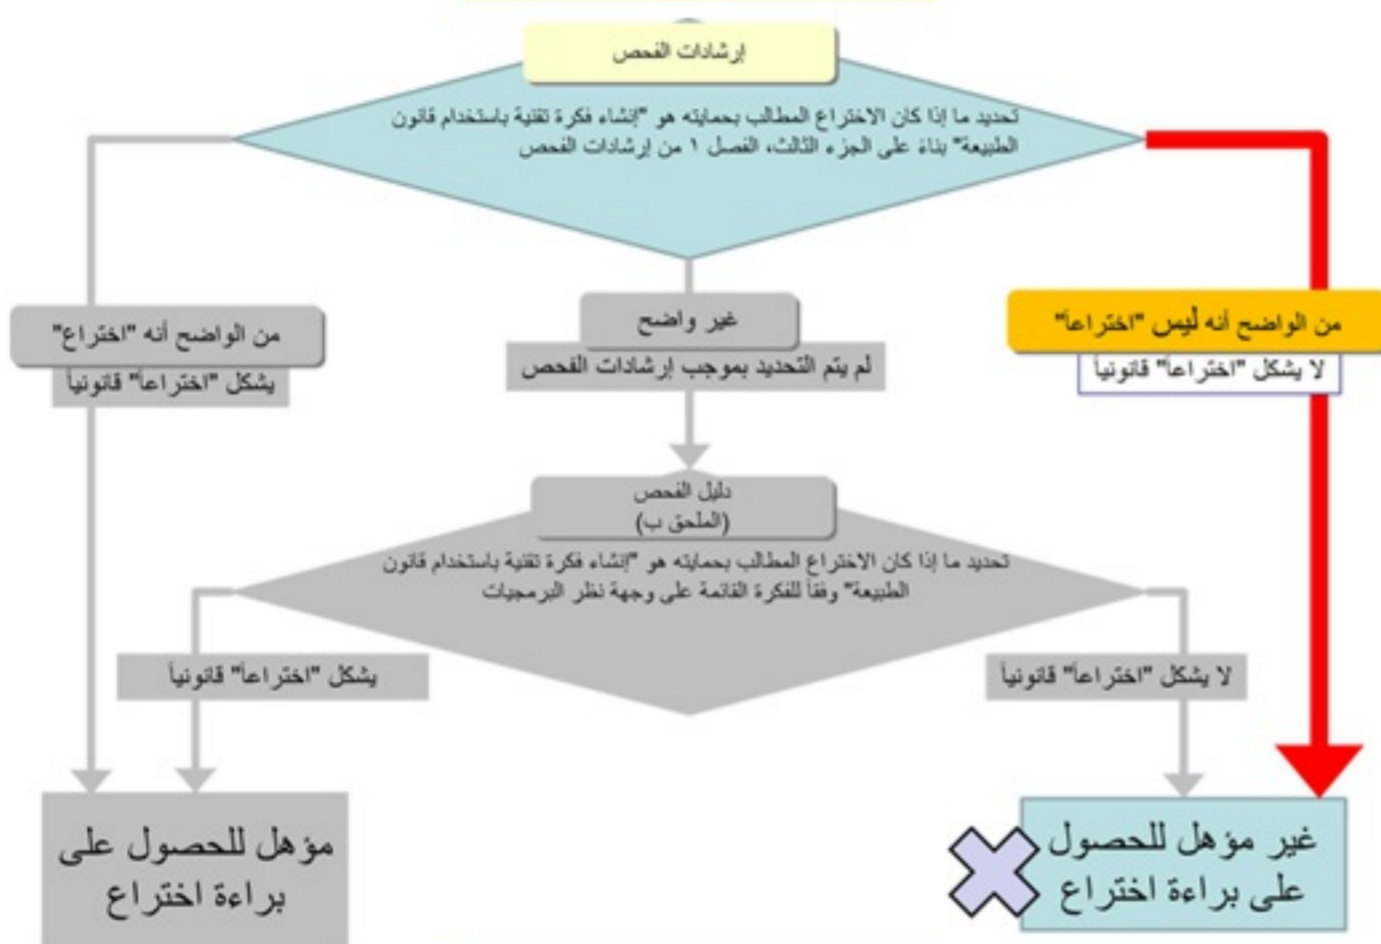 إرشادات الفحص
تحديد ما إذا كان الاختراع المطالب بحمايته هو "إنشاء فكرة تقنية باستخدام قانون
الطبيعة" بناءً على الجزء الثالث، الفصل ١ من إرشادات الفحص
من الواضح أنه ليس "اختراعاً"
لا يشكل "اختراعاً" قانونياً
غير واضح
لم يتم التحديد بموجب إرشادات الفحص
من الواضح أنه "اختراع"
يشكل "اختراعاً" قانونياً
دليل الفحص
(الملحق ب)
تحديد ما إذا كان الاختراع المطالب بحمايته هو "إنشاء فكرة تقنية باستخدام قانون
الطبيعة" وفقاً للفكرة القائمة على وجهة نظر البرمجيات
لا يشكل "اختراعاً" قانونياً
يشكل "اختراعاً" قانونياً
غير مؤهل للحصول
على براءة اختراع
مؤهل للحصول على
براءة اختراع